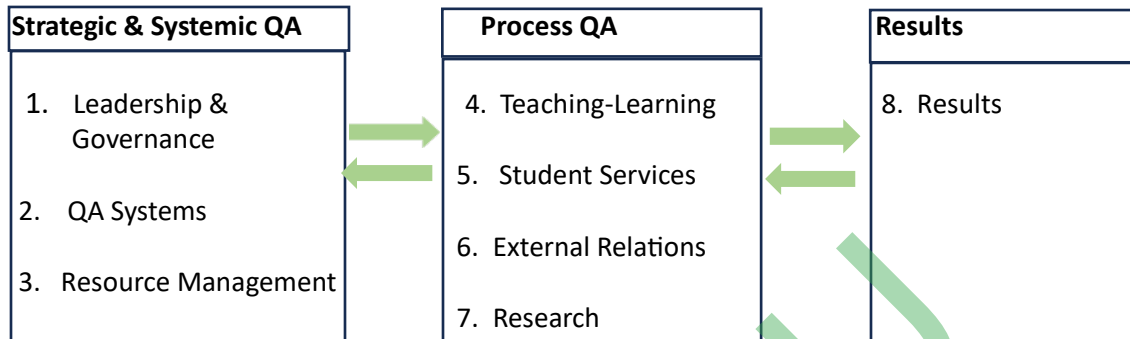 Strategic & Systemic QA
1. Leadership &
Governance
2. QA Systems
3. Resource Management
Process QA
4. Teaching-Learning
5. Student Services
6. External Relations
7. Research
Results
8. Results